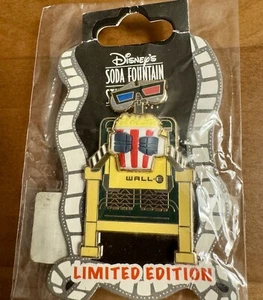 DISNEY'S
SODA FOUNTAIN
WALL•E
LIMITED EDITION